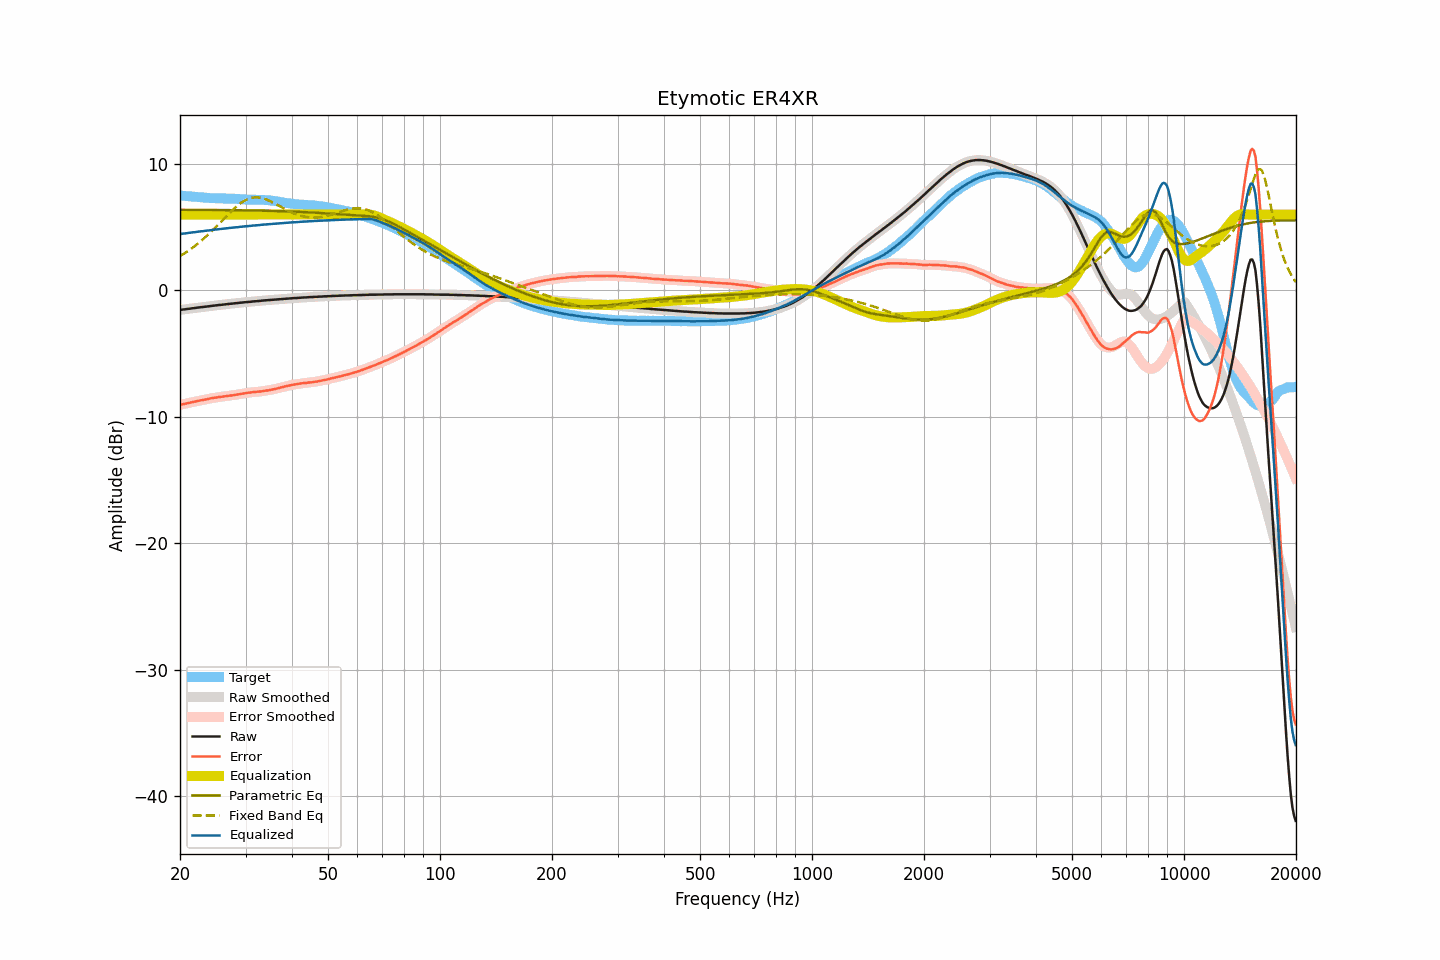 Etymotic ER4XR
10
0
−10
−20
−30
−40
Amplitude (dBr)
Target
Raw Smoothed
Error Smoothed
Raw
Error
Equalization
Parametric Eq
Fixed Band Eq
Equalized
20 50 100 200 500 1000 2000 5000 10000 20000
Frequency (Hz)